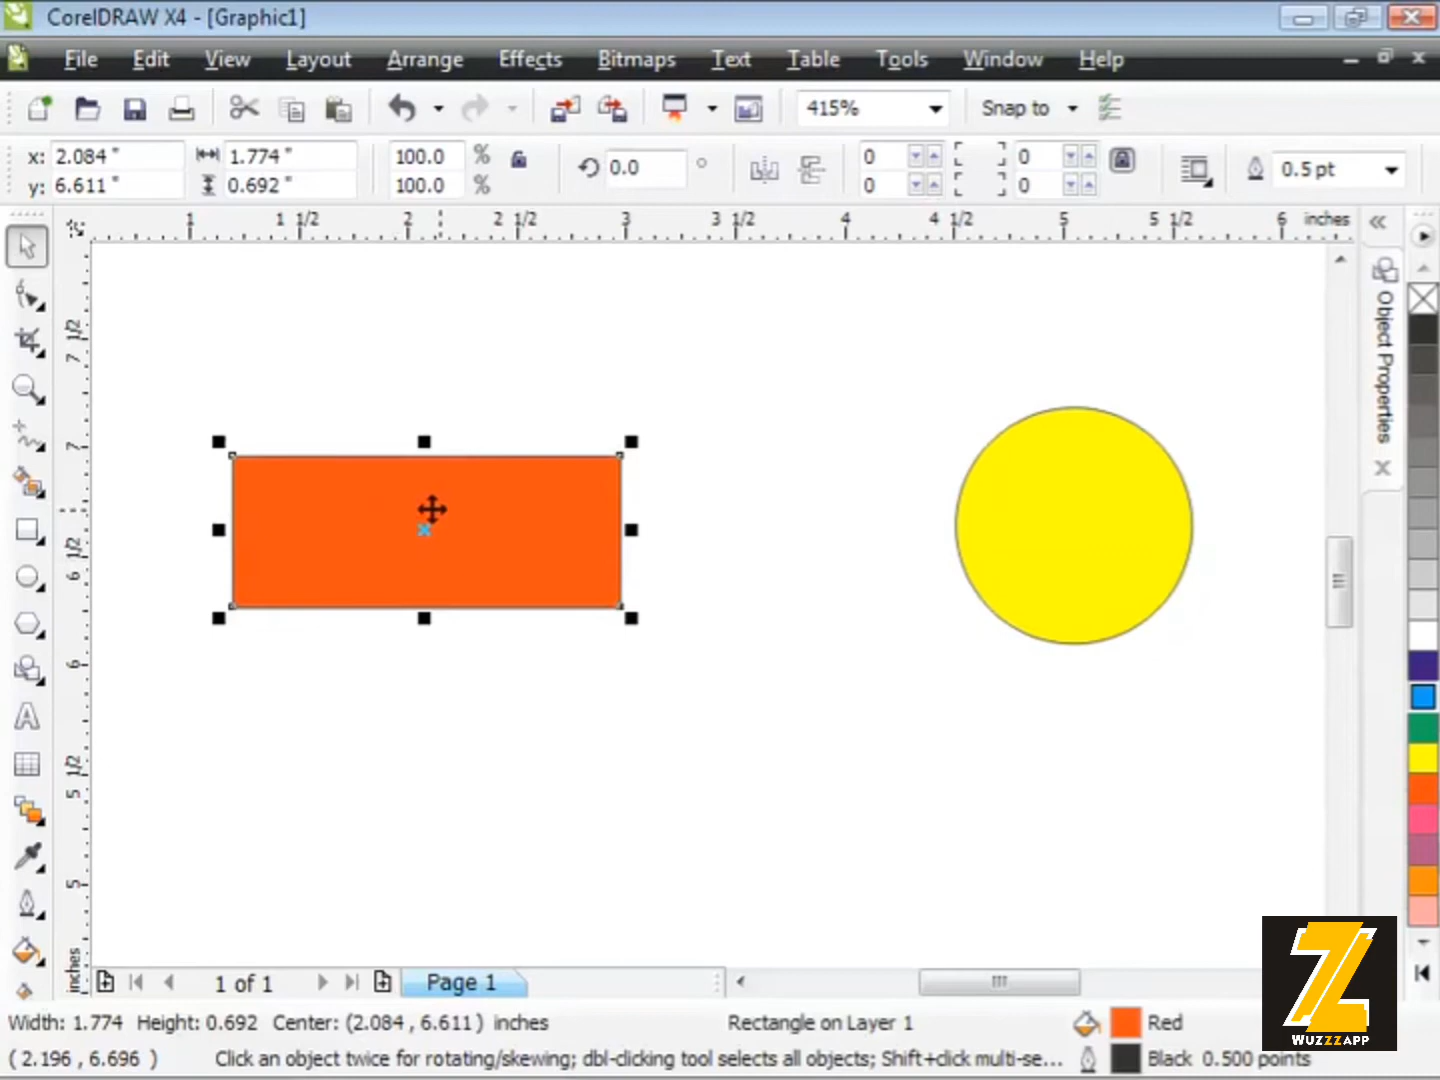 CorelDRAW X4 - [Graphic1]
File Edit View Layout Arrange Effects Bitmaps Text Table Tools Window Help
415% Snap to
x: 2.084 " 1.774 " 100.0 % 0.0 ° 0 0 0.5 pt
y: 6.611 " 0.692 " 100.0 % 0 0
1 1 1/2 2 2 1/2 3 3 1/2 4 4 1/2 5 5 1/2 6 inches
7 1/2
7
6 1/2
6
5 1/2
5
inches
Object Properties
1 of 1 Page 1
Width: 1.774 Height: 0.692 Center: (2.084 , 6.611 ) inches Rectangle on Layer 1 Red
( 2.196 , 6.696 ) Click an object twice for rotating/skewing; dbl-clicking tool selects all objects; Shift+click multi-se... Black 0.500 points
WUZZZAPP